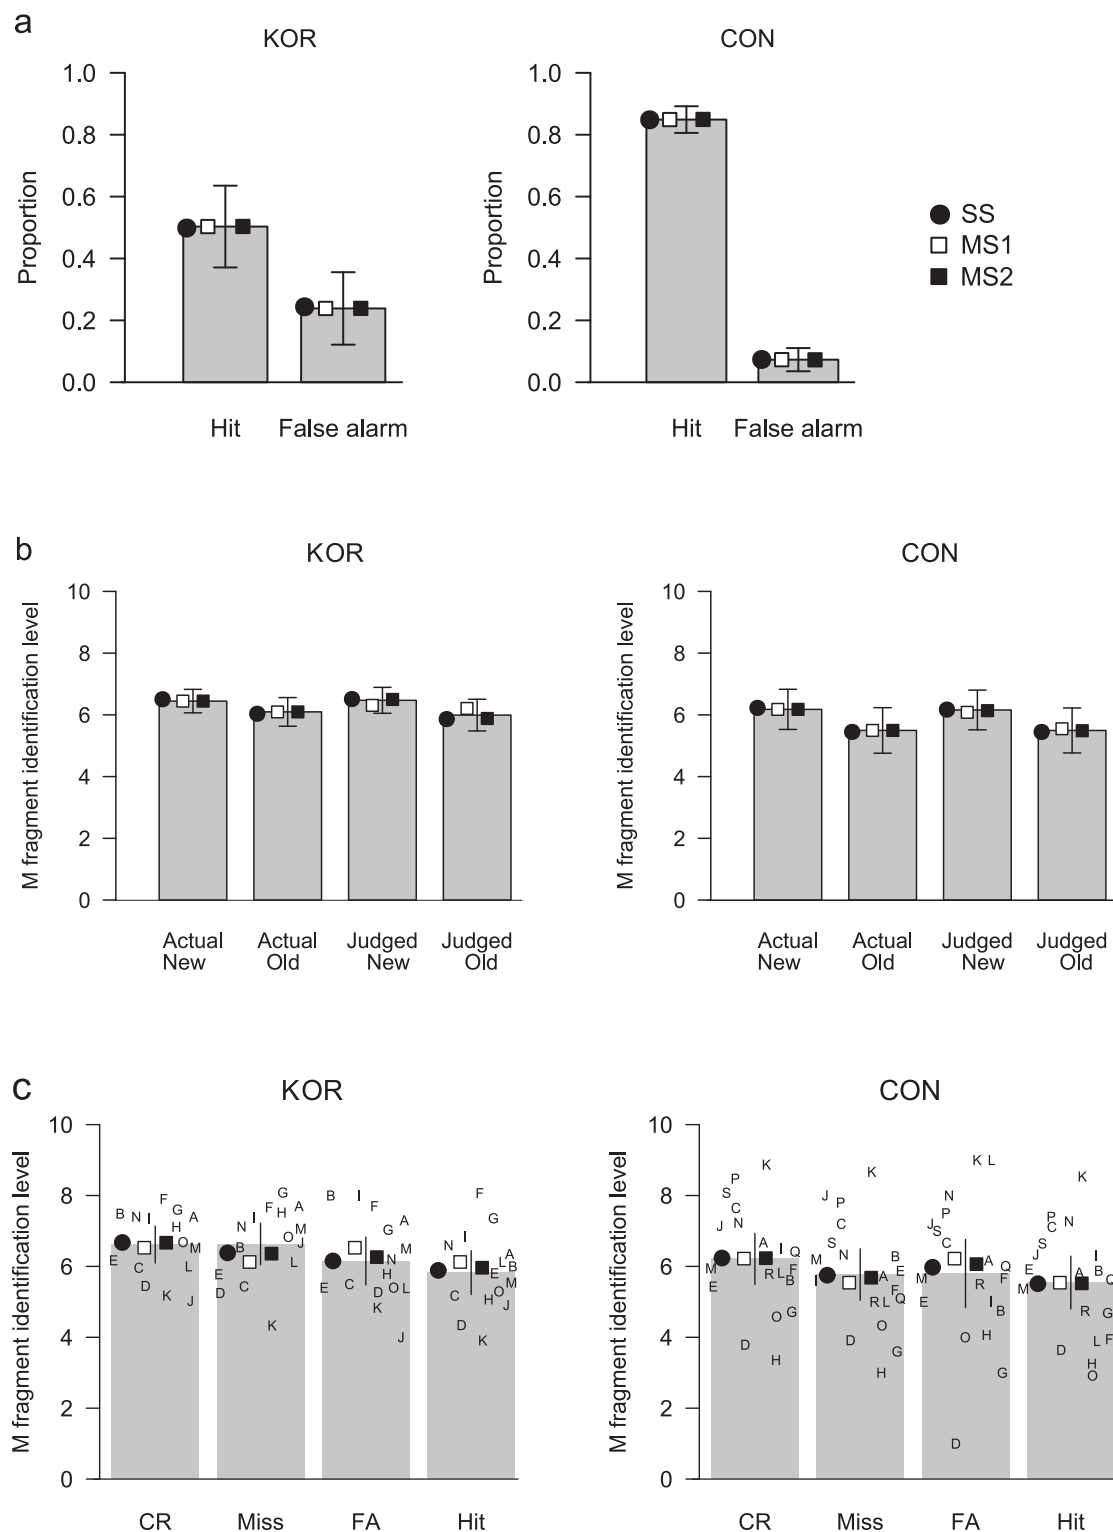 a
KOR
CON
1.0
0.8
0.6
0.4
0.2
0.0
Proportion
Hit
False alarm
1.0
0.8
0.6
0.4
0.2
0.0
Proportion
Hit
False alarm
SS
MS1
MS2
b
KOR
CON
10
8
6
4
2
0
M fragment identification level
Actual New
Actual Old
Judged New
Judged Old
10
8
6
4
2
0
M fragment identification level
Actual New
Actual Old
Judged New
Judged Old
c
KOR
CON
10
8
6
4
2
0
M fragment identification level
CR
Miss
FA
Hit
10
8
6
4
2
0
M fragment identification level
CR
Miss
FA
Hit